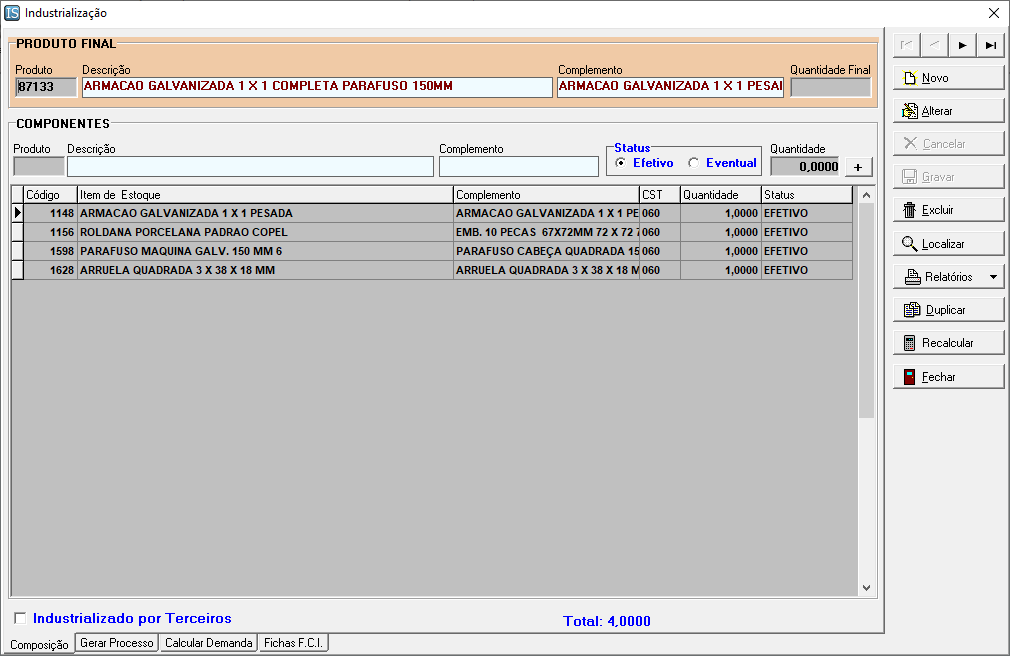 IS Industrialização
PRODUTO FINAL
Produto Descrição Complemento Quantidade Final
87133 ARMACAO GALVANIZADA 1 X 1 COMPLETA PARAFUSO 150MM ARMACAO GALVANIZADA 1 X 1 PESAI
COMPONENTES
Produto Descrição Complemento Status Quantidade
Efetivo Eventual 0,0000 +
Código Item de Estoque Complemento CST Quantidade Status
1148 ARMACAO GALVANIZADA 1 X 1 PESADA ARMACAO GALVANIZADA 1 X 1 PE 060 1,0000 EFETIVO
1156 ROLDANA PORCELANA PADRAO COPEL EMB. 10 PECAS 67X72MM 72 X 72 7 060 1,0000 EFETIVO
1598 PARAFUSO MAQUINA GALV. 150 MM 6 PARAFUSO CABEÇA QUADRADA 15 060 1,0000 EFETIVO
1628 ARRUELA QUADRADA 3 X 38 X 18 MM ARRUELA QUADRADA 3 X 38 X 18 M 060 1,0000 EFETIVO
Industrializado por Terceiros Total: 4,0000
Composição Gerar Processo Calcular Demanda Fichas F.C.I.
Novo
Alterar
Cancelar
Gravar
Excluir
Localizar
Relatórios
Duplicar
Recalcular
Fechar